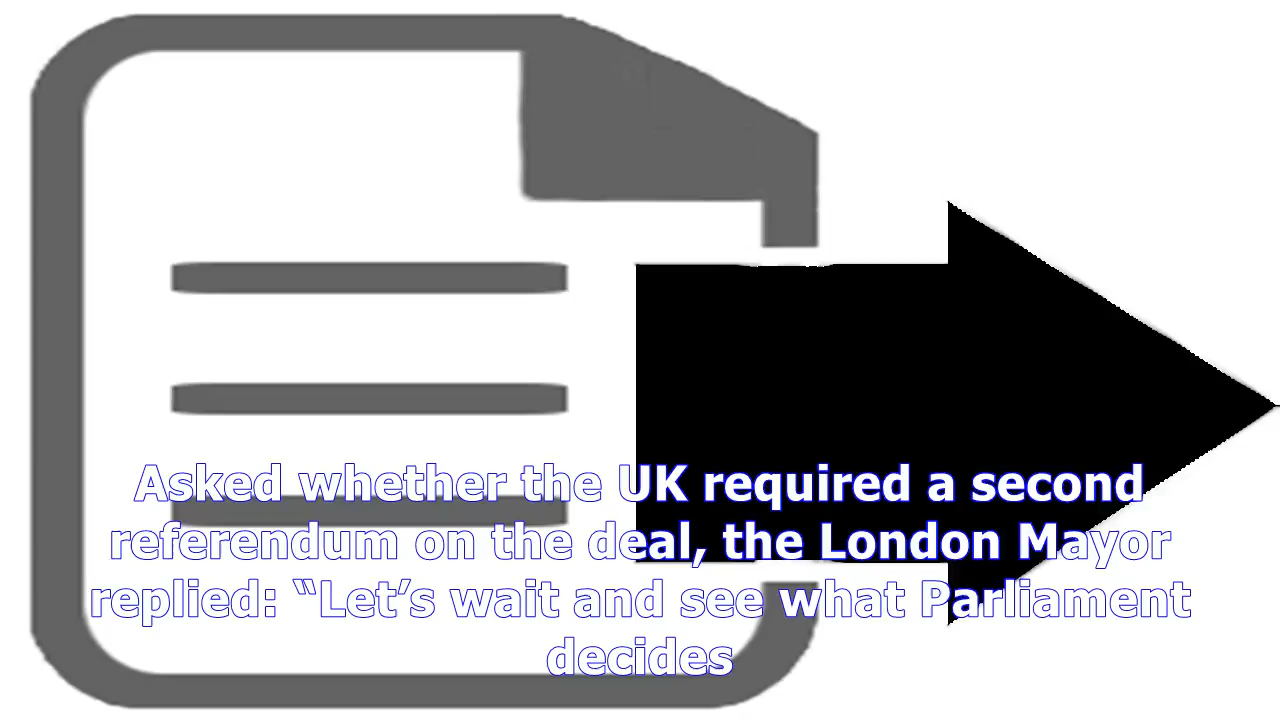 Asked whether the UK required a second
referendum on the deal, the London Mayor
replied: “Let’s wait and see what Parliament
decides